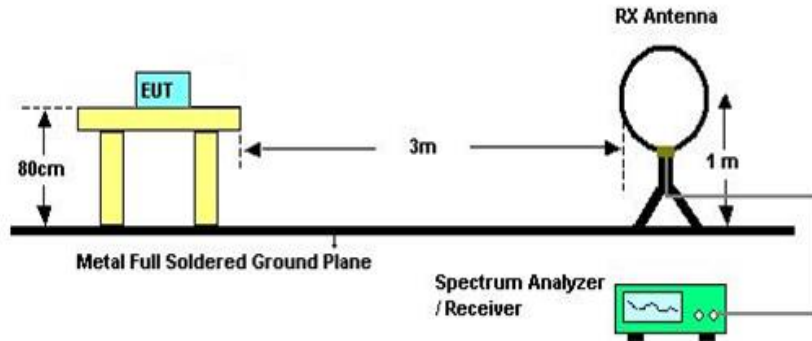 RX Antenna
EUT
3m
80cm
1 m
Metal Full Soldered Ground Plane
Spectrum Analyzer
/ Receiver